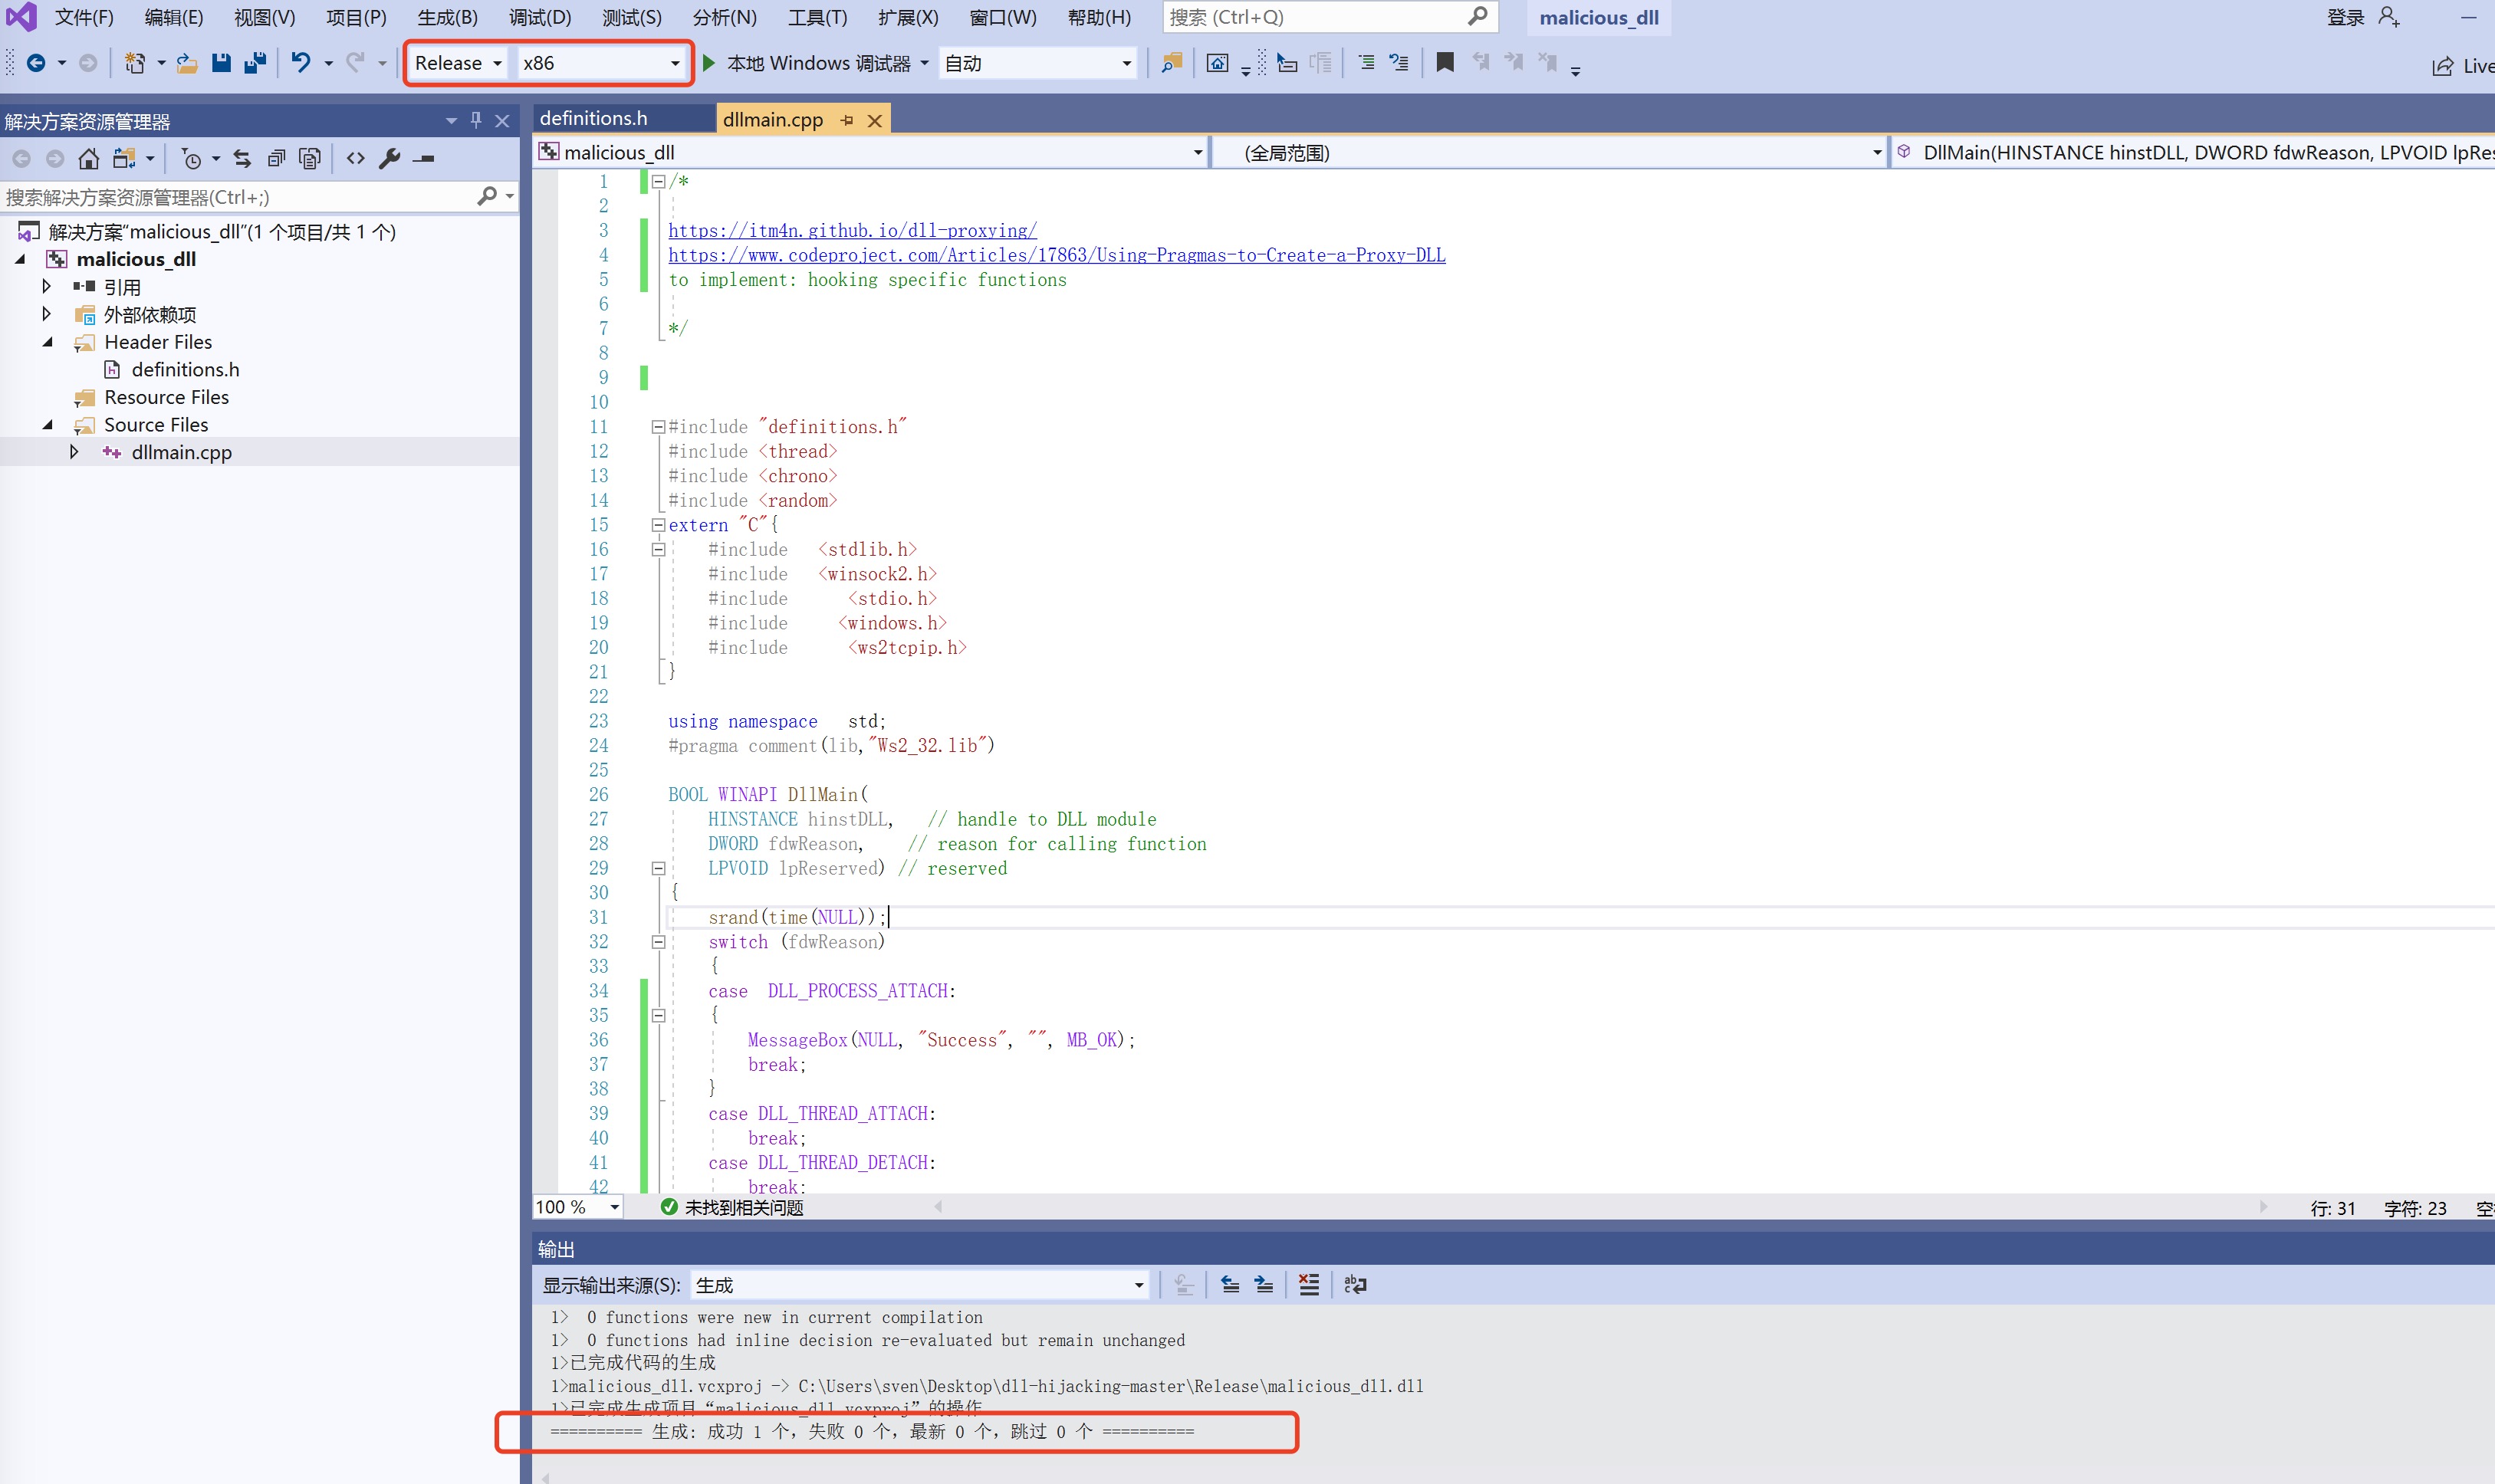 文件(F) 编辑(E) 视图(V) 项目(P) 生成(B) 调试(D) 测试(S) 分析(N) 工具(T) 扩展(X) 窗口(W) 帮助(H) 搜索 (Ctrl+Q) malicious_dll 登录
Release x86 本地 Windows 调试器 自动 Live
解决方案资源管理器
搜索解决方案资源管理器(Ctrl+;)
解决方案"malicious_dll"(1 个项目/共 1 个)
malicious_dll
引用
外部依赖项
Header Files
definitions.h
Resource Files
Source Files
dllmain.cpp
definitions.h dllmain.cpp
malicious_dll (全局范围) DllMain(HINSTANCE hinstDLL, DWORD fdwReason, LPVOID lpRes
1 /*
2
3 https://itm4n.github.io/dll-proxying/
4 https://www.codeproject.com/Articles/17863/Using-Pragmas-to-Create-a-Proxy-DLL
5 to implement: hooking specific functions
6
7 */
8
9
10
11 #include "definitions.h"
12 #include <thread>
13 #include <chrono>
14 #include <random>
15 extern "C"{
16 #include <stdlib.h>
17 #include <winsock2.h>
18 #include <stdio.h>
19 #include <windows.h>
20 #include <ws2tcpip.h>
21 }
22
23 using namespace std;
24 #pragma comment(lib,"Ws2_32.lib")
25
26 BOOL WINAPI DllMain(
27 HINSTANCE hinstDLL, // handle to DLL module
28 DWORD fdwReason, // reason for calling function
29 LPVOID lpReserved) // reserved
30 {
31 srand(time(NULL));
32 switch (fdwReason)
33 {
34 case DLL_PROCESS_ATTACH:
35 {
36 MessageBox(NULL, "Success", "", MB_OK);
37 break;
38 }
39 case DLL_THREAD_ATTACH:
40 break;
41 case DLL_THREAD_DETACH:
42 break;
100 % 未找到相关问题 行: 31 字符: 23 空
输出
显示输出来源(S): 生成
1> 0 functions were new in current compilation
1> 0 functions had inline decision re-evaluated but remain unchanged
1>已完成代码的生成
1>malicious_dll.vcxproj -> C:\Users\sven\Desktop\dll-hijacking-master\Release\malicious_dll.dll
1>已完成生成项目“malicious_dll.vcxproj”的操作
========== 生成: 成功 1 个，失败 0 个，最新 0 个，跳过 0 个 ==========